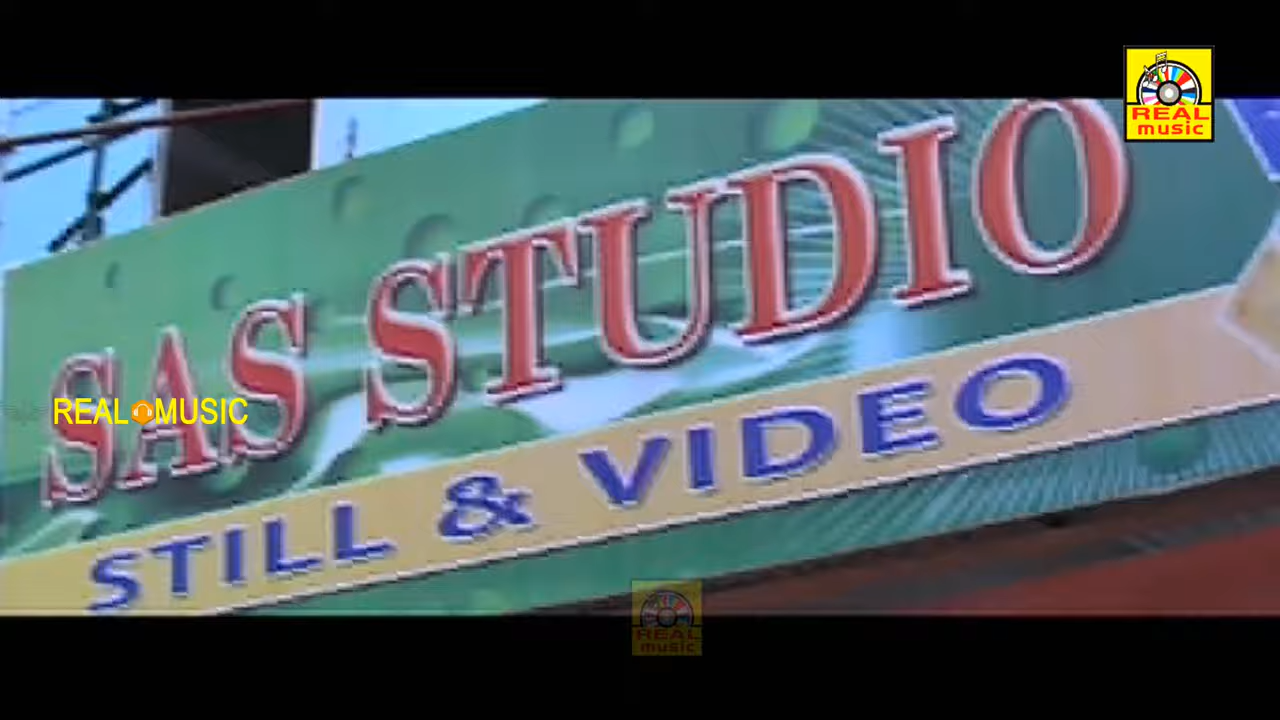 REAL
music
SAS STUDIO
REAL MUSIC
STILL & VIDEO
REAL
music